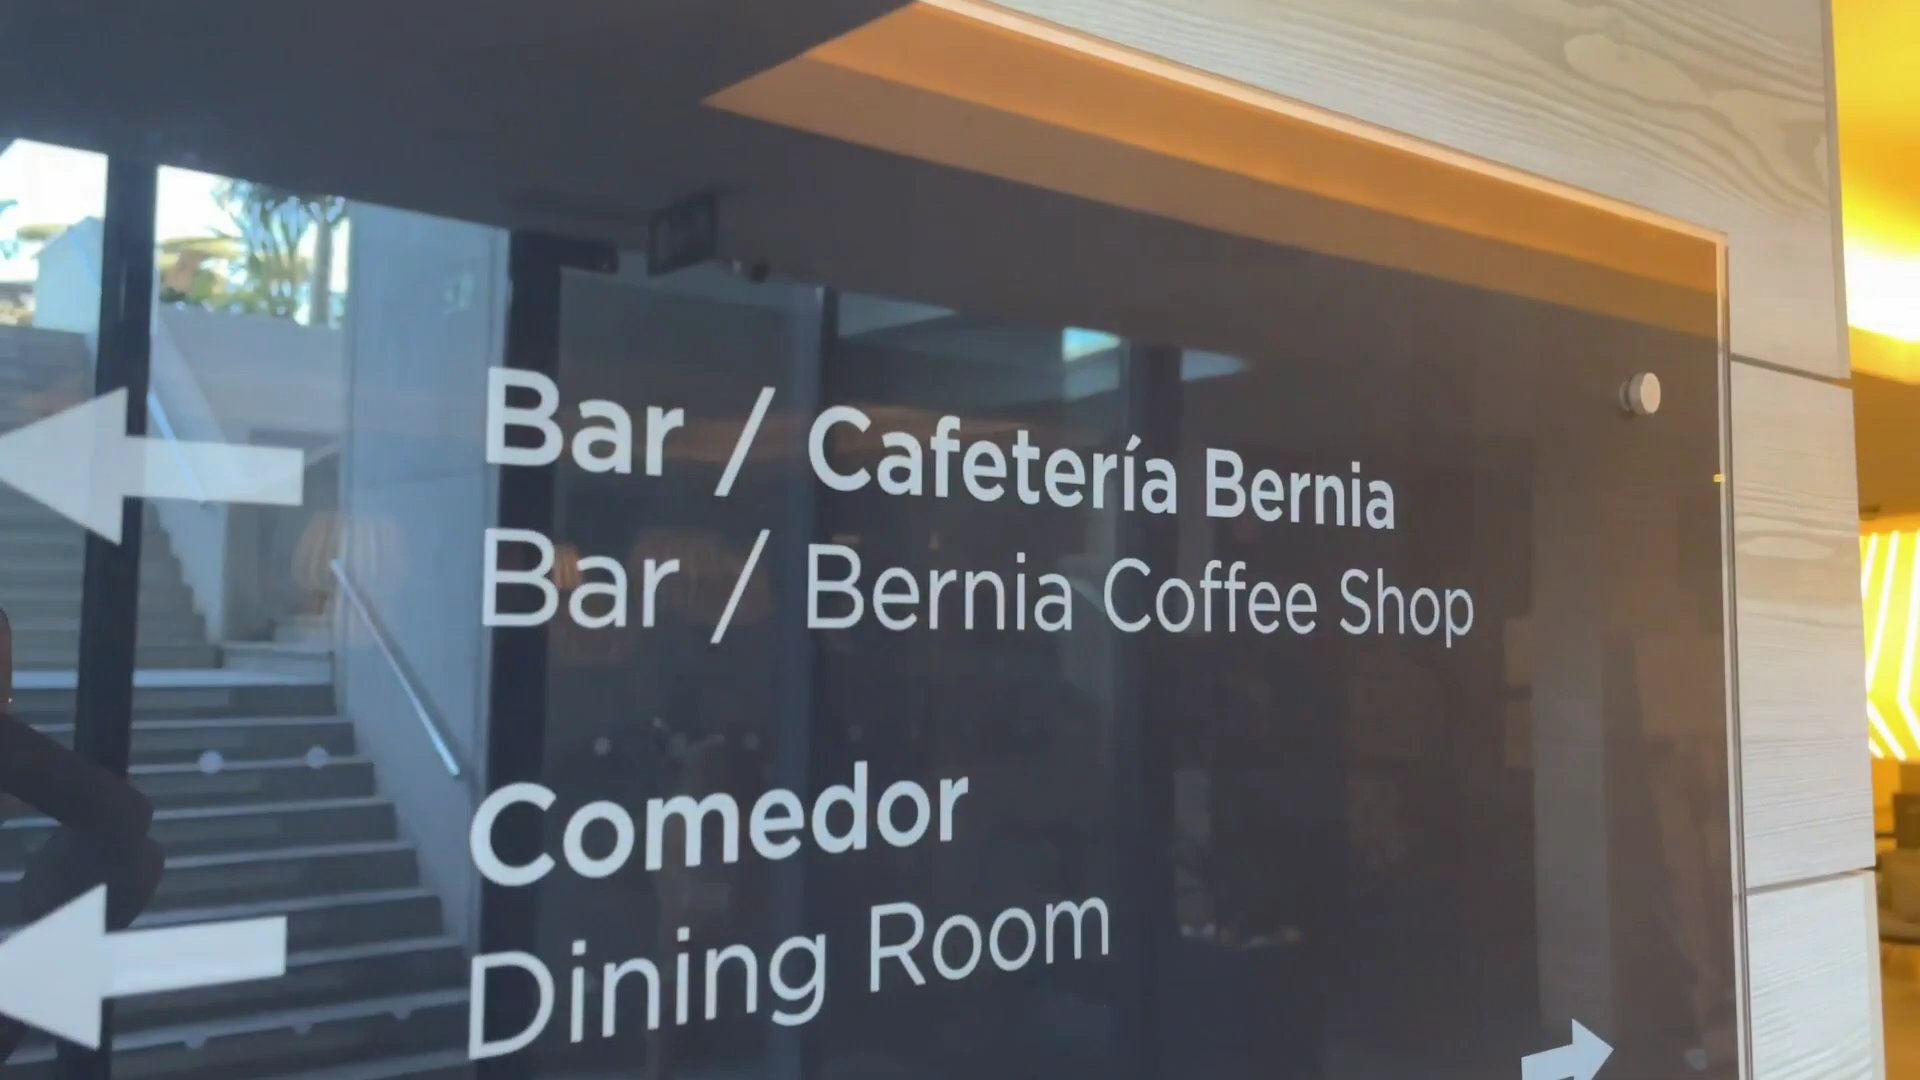 Bar / Cafetería Bernia
Bar / Bernia Coffee Shop
Comedor
Dining Room